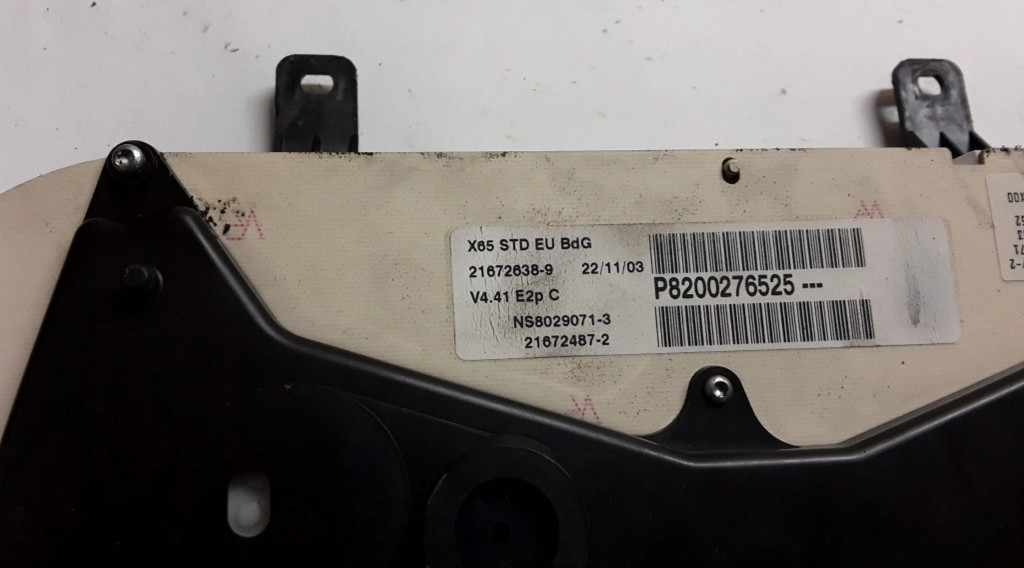 X65 STD EU BdG
21672638-9 22/11/03
V4.41 E2p C
NS8029071-3
21672487-2
P8200276525 ---